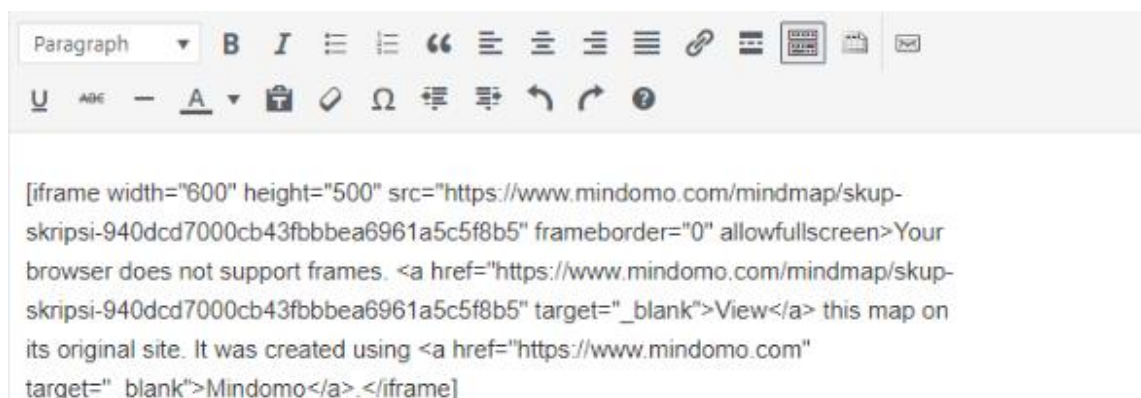 Paragraph
[iframe width="600" height="500" src="https://www.mindomo.com/mindmap/skup-
skripsi-940dcd7000cb43fbbbea6961a5c5f8b5" frameborder="0" allowfullscreen>Your
browser does not support frames. <a href="https://www.mindomo.com/mindmap/skup-
skripsi-940dcd7000cb43fbbbea6961a5c5f8b5" target="_blank">View</a> this map on
its original site. It was created using <a href="https://www.mindomo.com"
target="_blank">Mindomo</a>.</iframe]